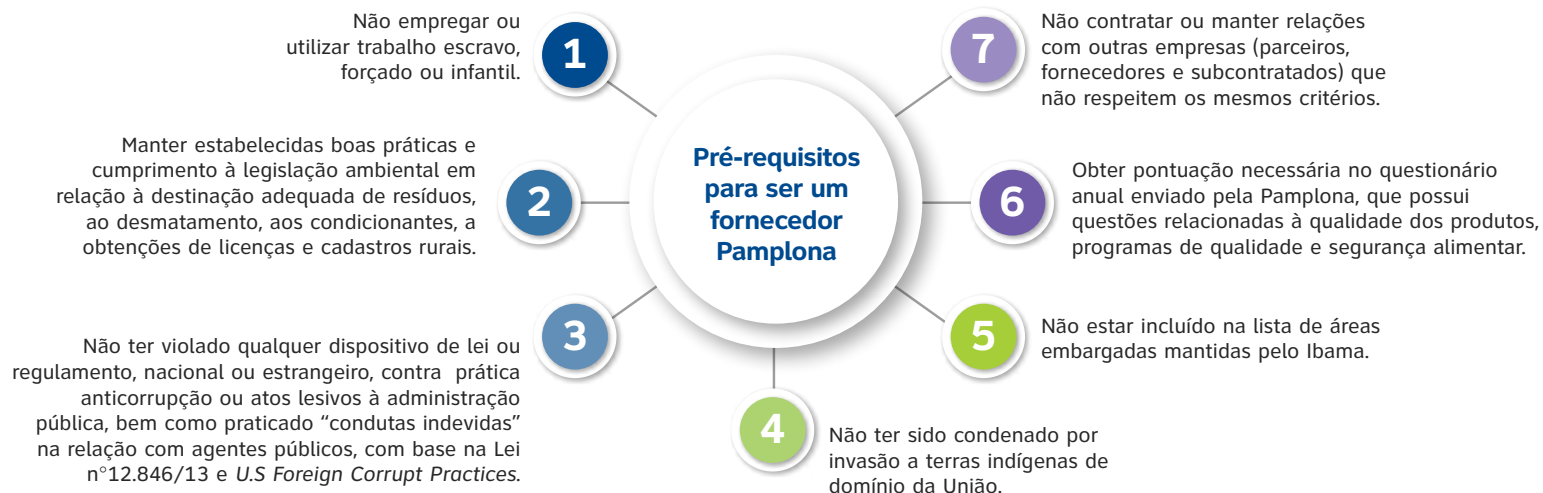 Pré-requisitos
para ser um
fornecedor
Pamplona
1
Não empregar ou
utilizar trabalho escravo,
forçado ou infantil.
2
Manter estabelecidas boas práticas e
cumprimento à legislação ambiental em
relação à destinação adequada de resíduos,
ao desmatamento, aos condicionantes, a
obtenções de licenças e cadastros rurais.
3
Não ter violado qualquer dispositivo de lei ou
regulamento, nacional ou estrangeiro, contra prática
anticorrupção ou atos lesivos à administração
pública, bem como praticado “condutas indevidas”
na relação com agentes públicos, com base na Lei
n°12.846/13 e U.S Foreign Corrupt Practices.
4
Não ter sido condenado por
invasão a terras indígenas de
domínio da União.
5
Não estar incluído na lista de áreas
embargadas mantidas pelo Ibama.
6
Obter pontuação necessária no questionário
anual enviado pela Pamplona, que possui
questões relacionadas à qualidade dos produtos,
programas de qualidade e segurança alimentar.
7
Não contratar ou manter relações
com outras empresas (parceiros,
fornecedores e subcontratados) que
não respeitem os mesmos critérios.